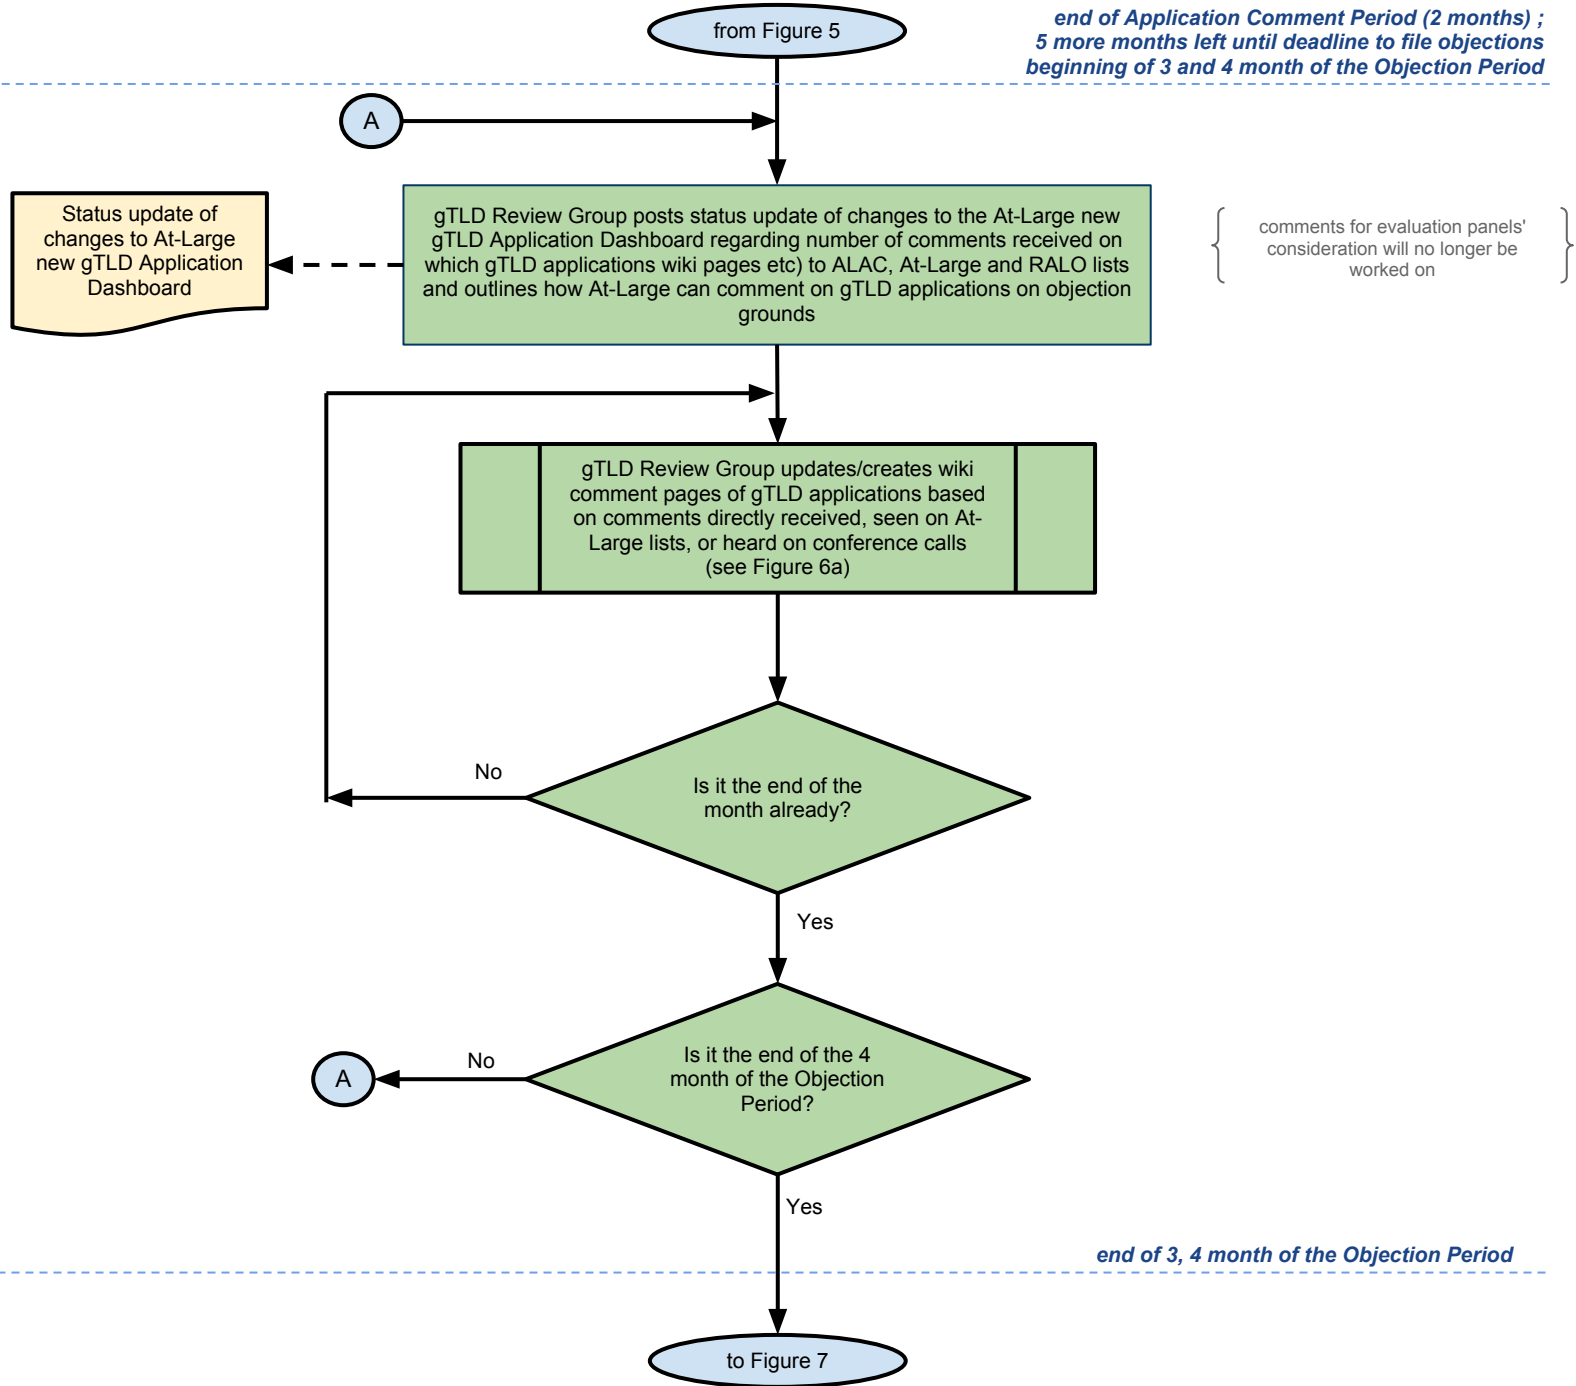 from Figure 5
end of Application Comment Period (2 months) ;
5 more months left until deadline to file objections
beginning of 3 and 4 month of the Objection Period
A
Status update of
changes to At-Large
new gTLD Application
Dashboard
gTLD Review Group posts status update of changes to the At-Large new
gTLD Application Dashboard regarding number of comments received on
which gTLD applications wiki pages etc) to ALAC, At-Large and RALO lists
and outlines how At-Large can comment on gTLD applications on objection
grounds
comments for evaluation panels'
consideration will no longer be
worked on
gTLD Review Group updates/creates wiki
comment pages of gTLD applications based
on comments directly received, seen on At-
Large lists, or heard on conference calls
(see Figure 6a)
No
Is it the end of the
month already?
Yes
A
No
Is it the end of the 4
month of the Objection
Period?
Yes
end of 3, 4 month of the Objection Period
to Figure 7